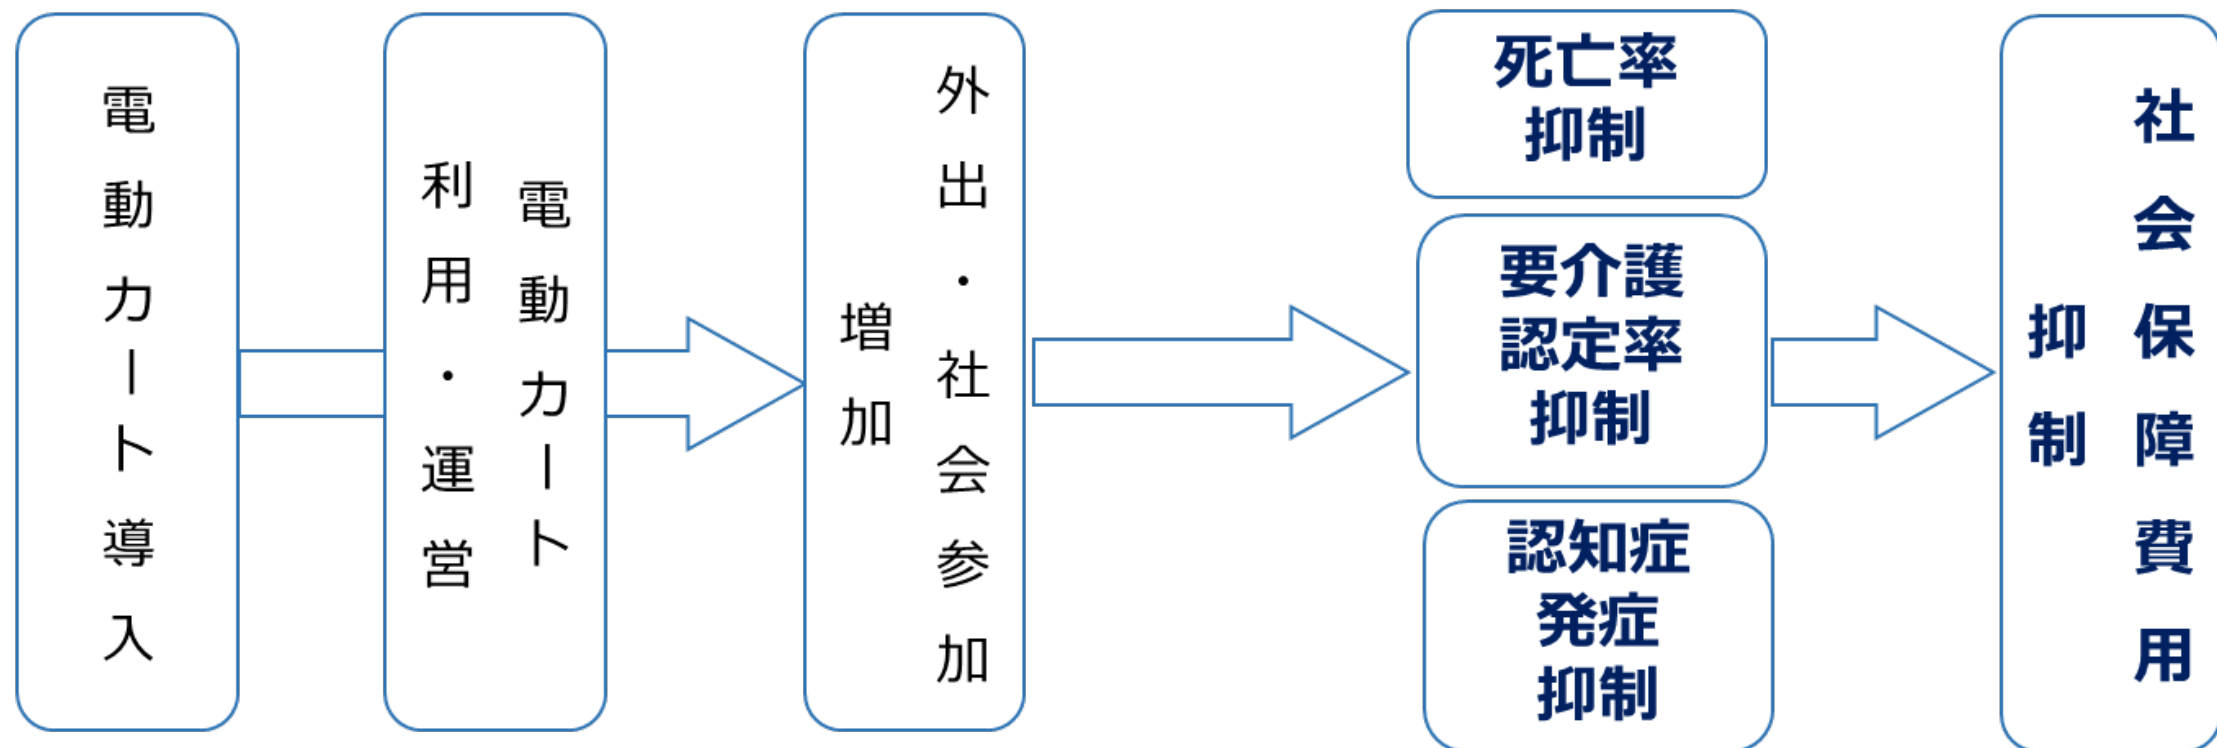 電動カート導入
電動カート
利用・運営
外出・社会参加
増加
死亡率
抑制
要介護
認定率
抑制
認知症
発症
抑制
社会保障費用
抑制